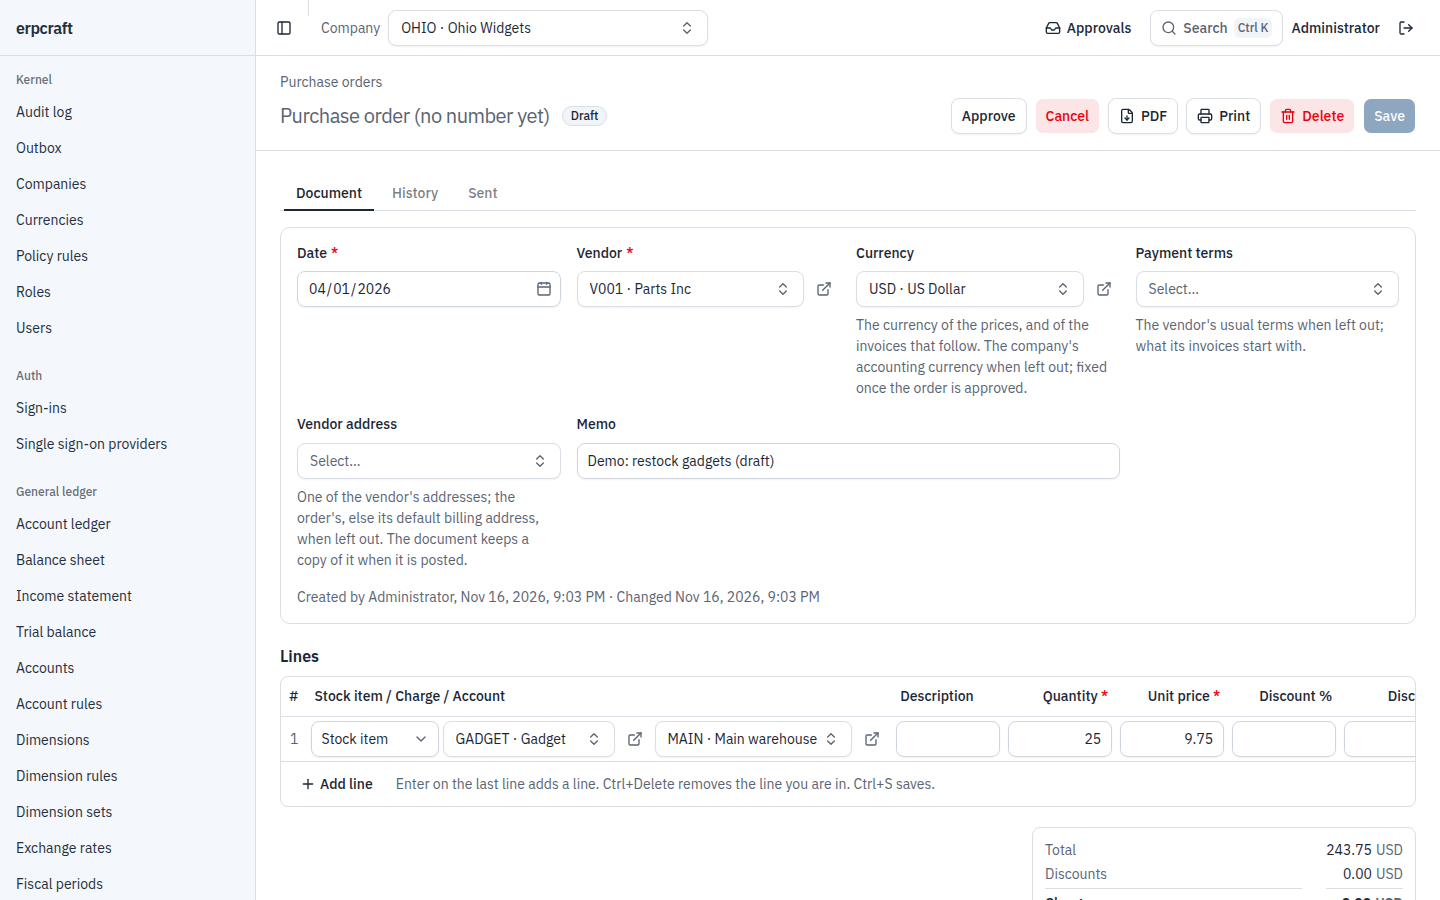 erpcraft
Company
OHIO · Ohio Widgets
Approvals
Search
Ctrl K
Administrator
Kernel
Audit log
Outbox
Companies
Currencies
Policy rules
Roles
Users
Auth
Sign-ins
Single sign-on providers
General ledger
Account ledger
Balance sheet
Income statement
Trial balance
Accounts
Account rules
Dimensions
Dimension rules
Dimension sets
Exchange rates
Fiscal periods
Purchase orders
Purchase order (no number yet)
Draft
Approve
Cancel
PDF
Print
Delete
Save
Document
History
Sent
Date *
04/01/2026
Vendor *
V001 · Parts Inc
Currency
USD · US Dollar
The currency of the prices, and of the
invoices that follow. The company's
accounting currency when left out; fixed
once the order is approved.
Payment terms
Select...
The vendor's usual terms when left out;
what its invoices start with.
Vendor address
Select...
One of the vendor's addresses; the
order's, else its default billing address,
when left out. The document keeps a
copy of it when it is posted.
Memo
Demo: restock gadgets (draft)
Created by Administrator, Nov 16, 2026, 9:03 PM · Changed Nov 16, 2026, 9:03 PM
Lines
# Stock item / Charge / Account Description Quantity * Unit price * Discount % Disc
1 Stock item GADGET · Gadget MAIN · Main warehouse 25 9.75
Add line Enter on the last line adds a line. Ctrl+Delete removes the line you are in. Ctrl+S saves.
Total 243.75 USD
Discounts 0.00 USD